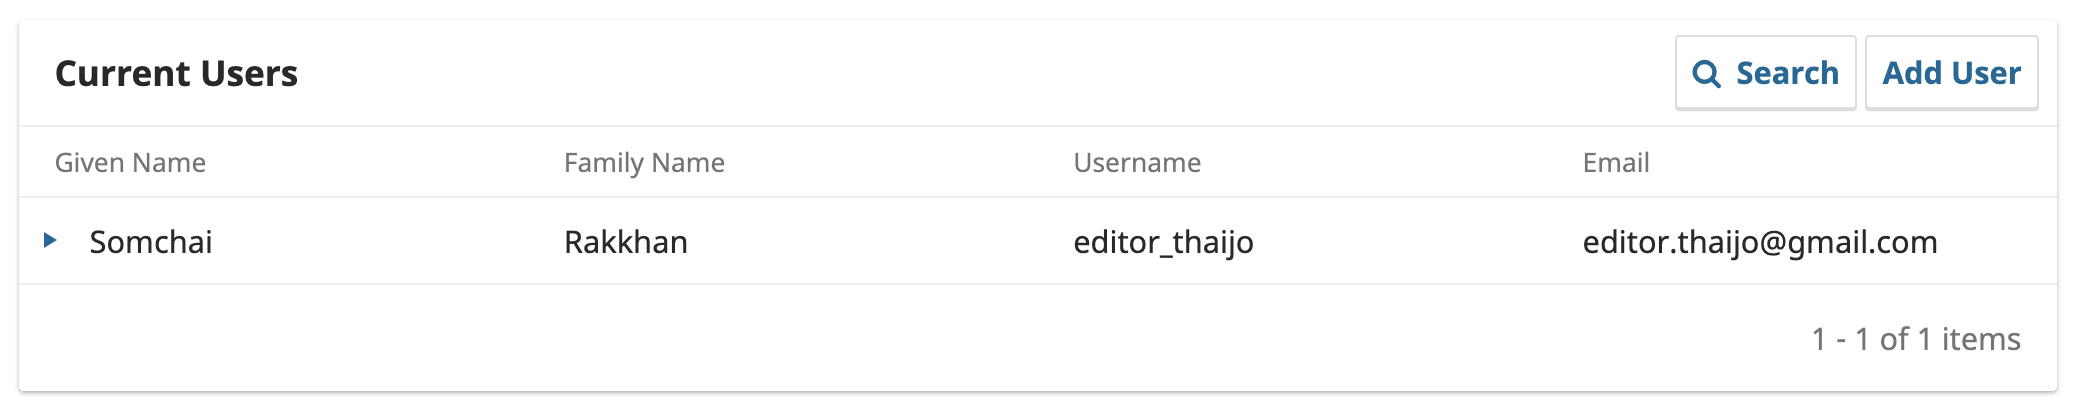 Current Users
Search Add User
Given Name Family Name Username Email
Somchai Rakkhan editor_thaijo editor.thaijo@gmail.com
1 - 1 of 1 items